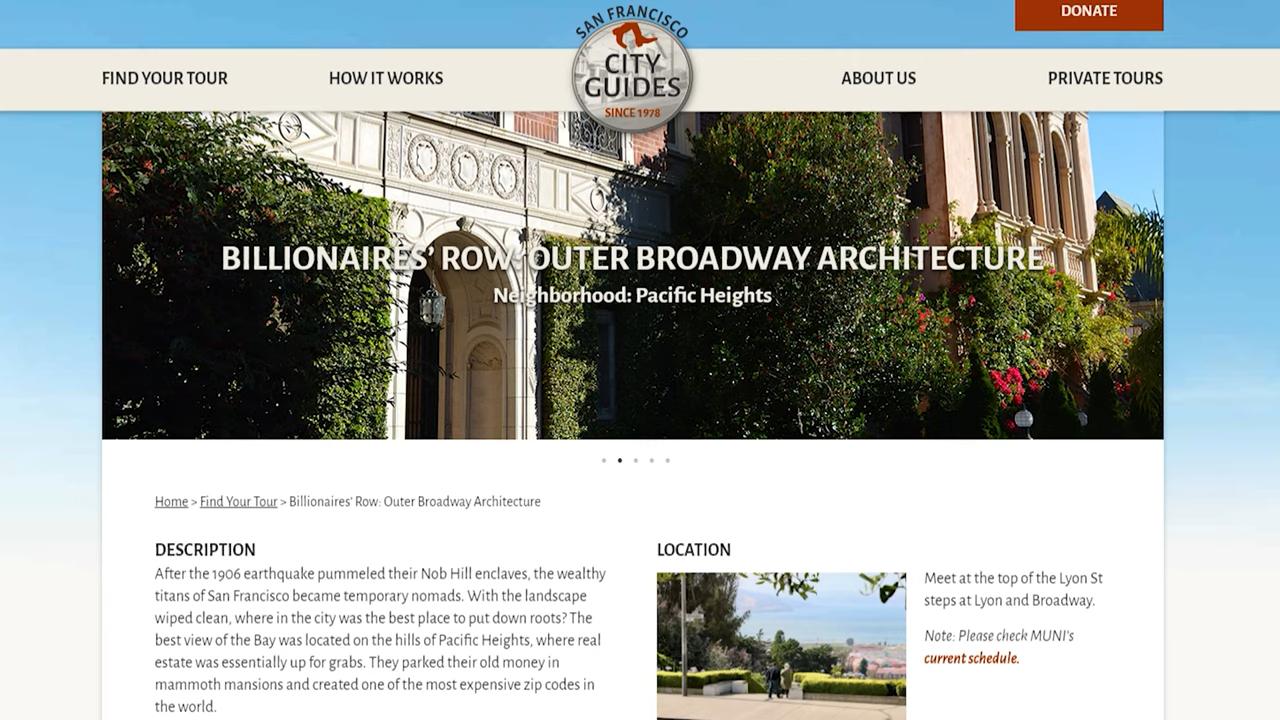 DONATE
SAN FRANCISCO
CITY
GUIDES
SINCE 1978
FIND YOUR TOUR
HOW IT WORKS
ABOUT US
PRIVATE TOURS
BILLIONAIRES’ ROW: OUTER BROADWAY ARCHITECTURE
Neighborhood: Pacific Heights
Home > Find Your Tour > Billionaires’ Row: Outer Broadway Architecture
DESCRIPTION
After the 1906 earthquake pummeled their Nob Hill enclaves, the wealthy
titans of San Francisco became temporary nomads. With the landscape
wiped clean, where in the city was the best place to put down roots? The
best view of the Bay was located on the hills of Pacific Heights, where real
estate was essentially up for grabs. They parked their old money in
mammoth mansions and created one of the most expensive zip codes in
the world.
LOCATION
Meet at the top of the Lyon St
steps at Lyon and Broadway.
Note: Please check MUNI's
current schedule.